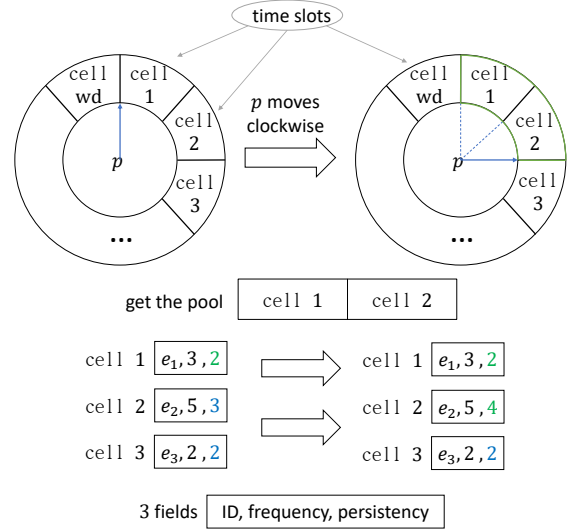 time slots
cell
wd
cell
1
cell
2
cell
3
p
...
p moves
clockwise
cell
wd
cell
1
cell
2
cell
3
p
...
get the pool
cell 1
cell 2
cell 1 e₁, 3, 2
cell 1 e₁, 3, 2
cell 2 e₂, 5, 3
cell 2 e₂, 5, 4
cell 3 e₃, 2, 2
cell 3 e₃, 2, 2
3 fields ID, frequency, persistency